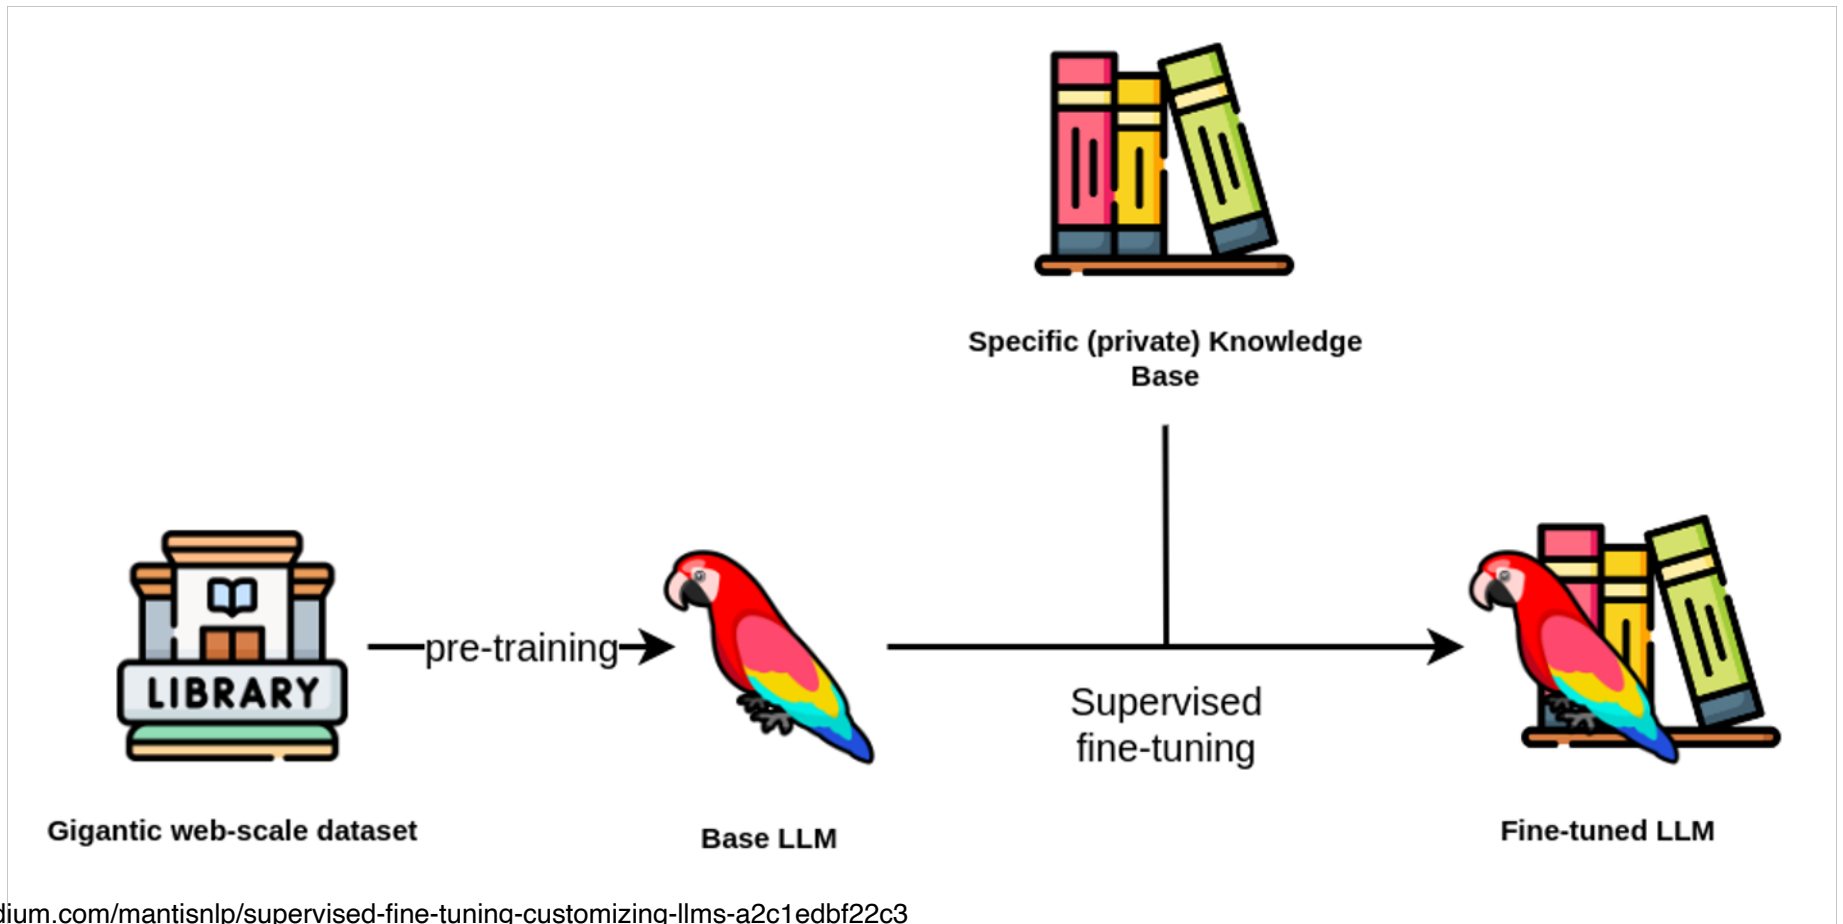 Specific (private) Knowledge
Base
LIBRARY
pre-training
Supervised
fine-tuning
Gigantic web-scale dataset
Base LLM
Fine-tuned LLM
dium.com/mantisnlp/supervised-fine-tuning-customizing-llms-a2c1edbf22c3